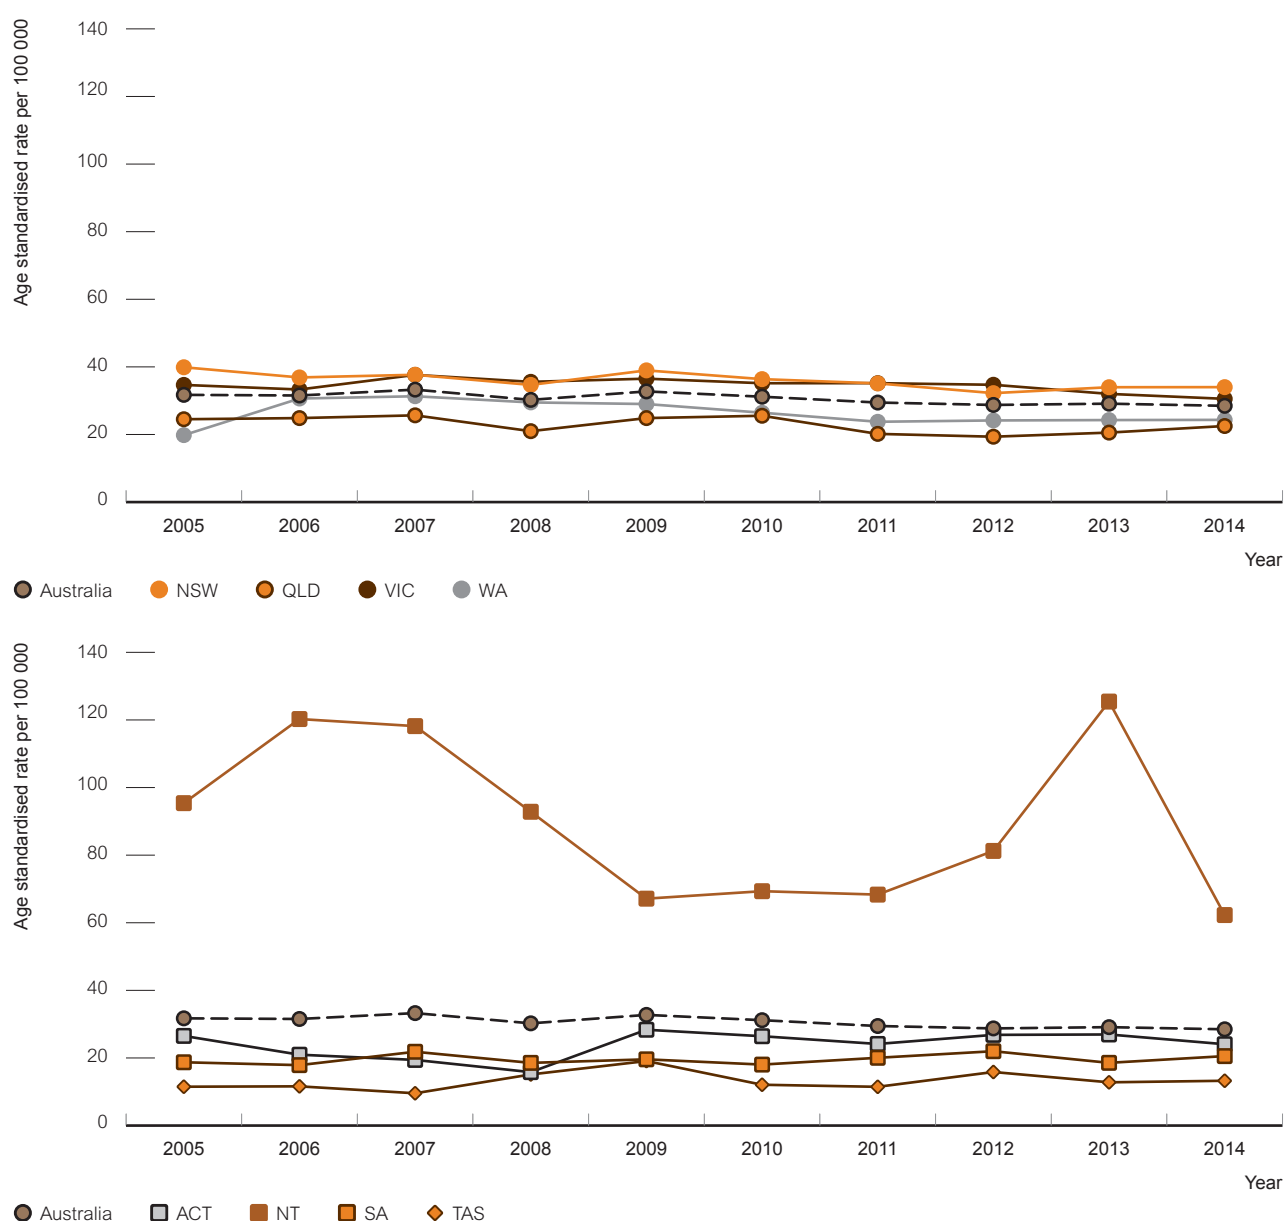 Age standardised rate per 100 000
140
120
100
80
60
40
20
0
2005 2006 2007 2008 2009 2010 2011 2012 2013 2014
Year
Australia NSW QLD VIC WA
Age standardised rate per 100 000
140
120
100
80
60
40
20
0
2005 2006 2007 2008 2009 2010 2011 2012 2013 2014
Year
Australia ACT NT SA TAS